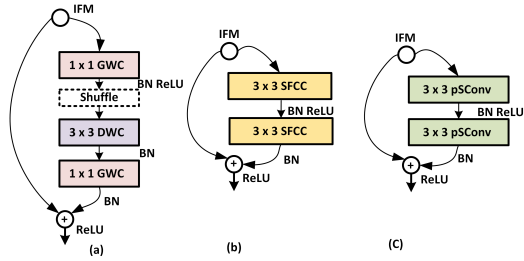 IFM
1 x 1 GWC
BN ReLU
Shuffle
3 x 3 DWC
BN
1 x 1 GWC
BN
+
ReLU
(a)
IFM
3 x 3 SFCC
BN ReLU
3 x 3 SFCC
BN
+
ReLU
(b)
IFM
3 x 3 pSConv
BN ReLU
3 x 3 pSConv
BN
+
ReLU
(C)